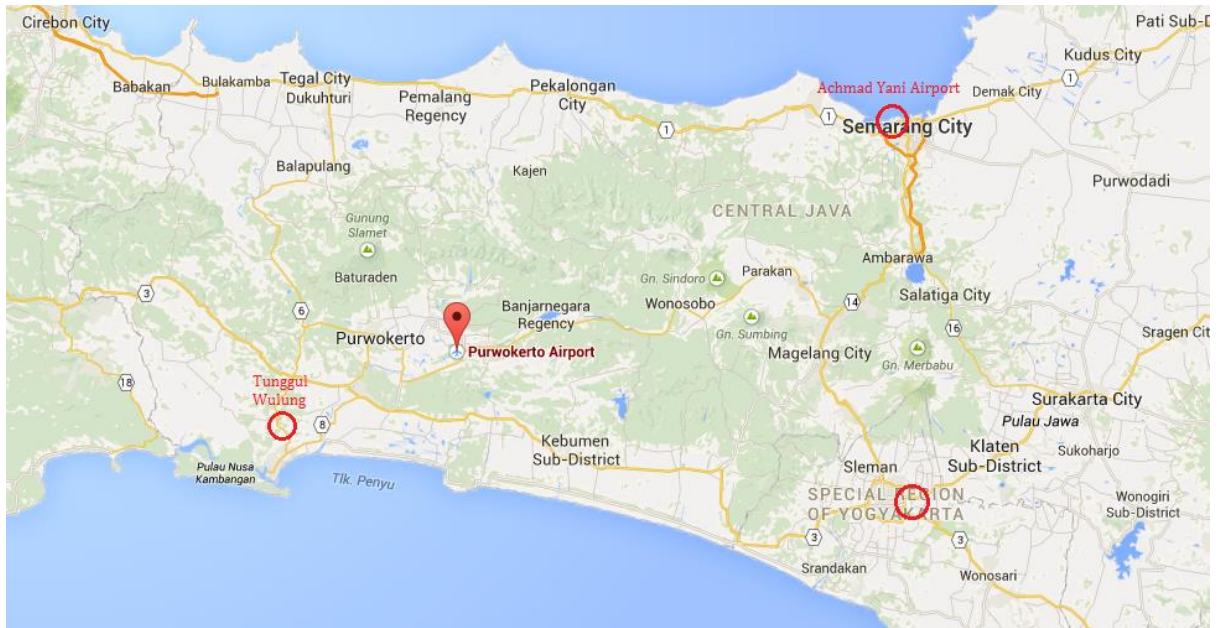 Cirebon City
Pati Sub-D
Kudus City
Babakan
Bulakamba
Tegal City
Dukuhturi
Pemalang
Regency
Pekalongan
City
Achmad Yani Airport
Demak City
1
1
1
Semarang City
Balapulang
Kajen
Purwodadi
CENTRAL JAVA
Gunung
Slamet
Ambarawa
Baturaden
Gn. Sindoro
Parakan
3
6
Banjarnegara
Regency
Wonosobo
14
Salatiga City
16
Purwokerto
Gn. Sumbing
Sragen City
Purwokerto Airport
Magelang City
Gn. Merbabu
18
Tunggul
Wulung
8
Surakarta City
Pulau Jawa
Kebumen
Sub-District
Klaten
Sub-District
Sukoharjo
Pulau Nusa
Kambangan
Tlk. Penyu
Sleman
SPECIAL REGION
OF YOGYAKARTA
Wonogiri
Sub-District
3
3
Srandakan
Wonosari